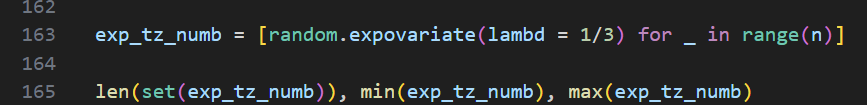 162
163 exp_tz_numb = [random.expovariate(lambd = 1/3) for _ in range(n)]
164
165 len(set(exp_tz_numb)), min(exp_tz_numb), max(exp_tz_numb)